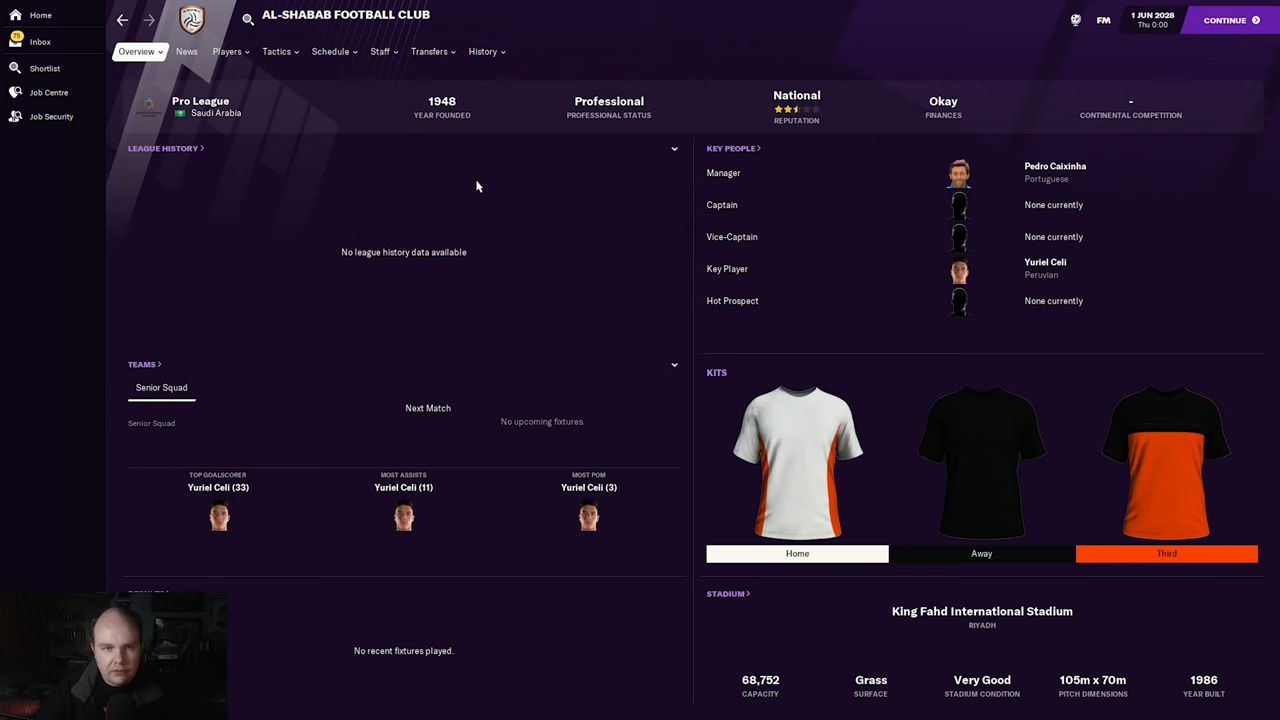 Home
75
Inbox
Shortlist
Job Centre
Job Security
AL-SHABAB FOOTBALL CLUB
FM
1 JUN 2028
Thu 0:00
CONTINUE
Overview
News
Players
Tactics
Schedule
Staff
Transfers
History
Pro League
Saudi Arabia
1948
YEAR FOUNDED
Professional
PROFESSIONAL STATUS
National
REPUTATION
Okay
FINANCES
-
CONTINENTAL COMPETITION
LEAGUE HISTORY
No league history data available
TEAMS
Senior Squad
Next Match
Senior Squad
No upcoming fixtures.
TOP GOALSCORER
Yuriel Celi (33)
MOST ASSISTS
Yuriel Celi (11)
MOST POM
Yuriel Celi (3)
No recent fixtures played.
KEY PEOPLE
Manager
Pedro Caixinha
Portuguese
Captain
None currently
Vice-Captain
None currently
Key Player
Yuriel Celi
Peruvian
Hot Prospect
None currently
KITS
Home
Away
Third
STADIUM
King Fahd International Stadium
RIYADH
68,752
CAPACITY
Grass
SURFACE
Very Good
STADIUM CONDITION
105m x 70m
PITCH DIMENSIONS
1986
YEAR BUILT